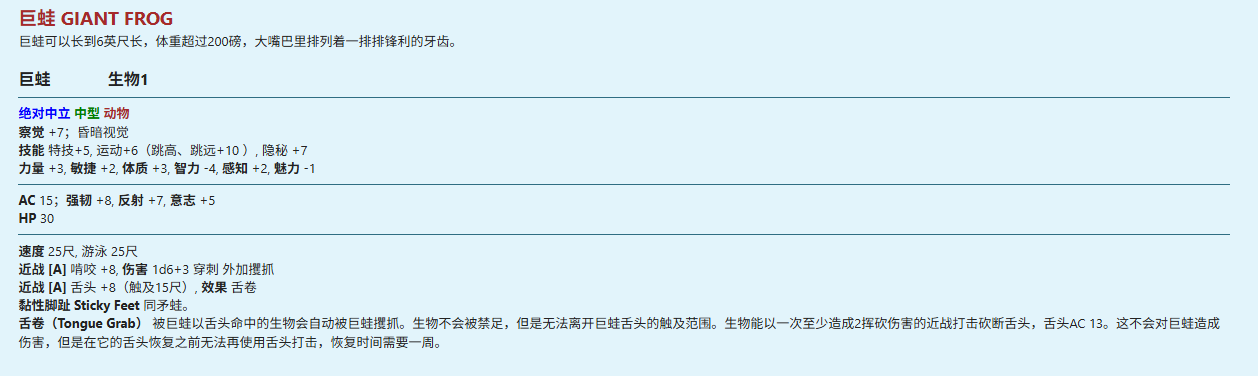 巨蛙 GIANT FROG
巨蛙可以长到6英尺长，体重超过200磅，大嘴巴里排列着一排排锋利的牙齿。
巨蛙 生物1
绝对中立 中型 动物
察觉 +7；昏暗视觉
技能 特技+5, 运动+6（跳高、跳远+10 ）, 隐秘 +7
力量 +3, 敏捷 +2, 体质 +3, 智力 -4, 感知 +2, 魅力 -1
AC 15；强韧 +8, 反射 +7, 意志 +5
HP 30
速度 25尺, 游泳 25尺
近战 [A] 啃咬 +8, 伤害 1d6+3 穿刺 外加攫抓
近战 [A] 舌头 +8（触及15尺）, 效果 舌卷
黏性脚趾 Sticky Feet 同矛蛙。
舌卷（Tongue Grab） 被巨蛙以舌头命中的生物会自动被巨蛙攫抓。生物不会被禁足，但是无法离开巨蛙舌头的触及范围。生物能以一次至少造成2挥砍伤害的近战打击砍断舌头，舌头AC 13。这不会对巨蛙造成
伤害，但是在它的舌头恢复之前无法再使用舌头打击，恢复时间需要一周。